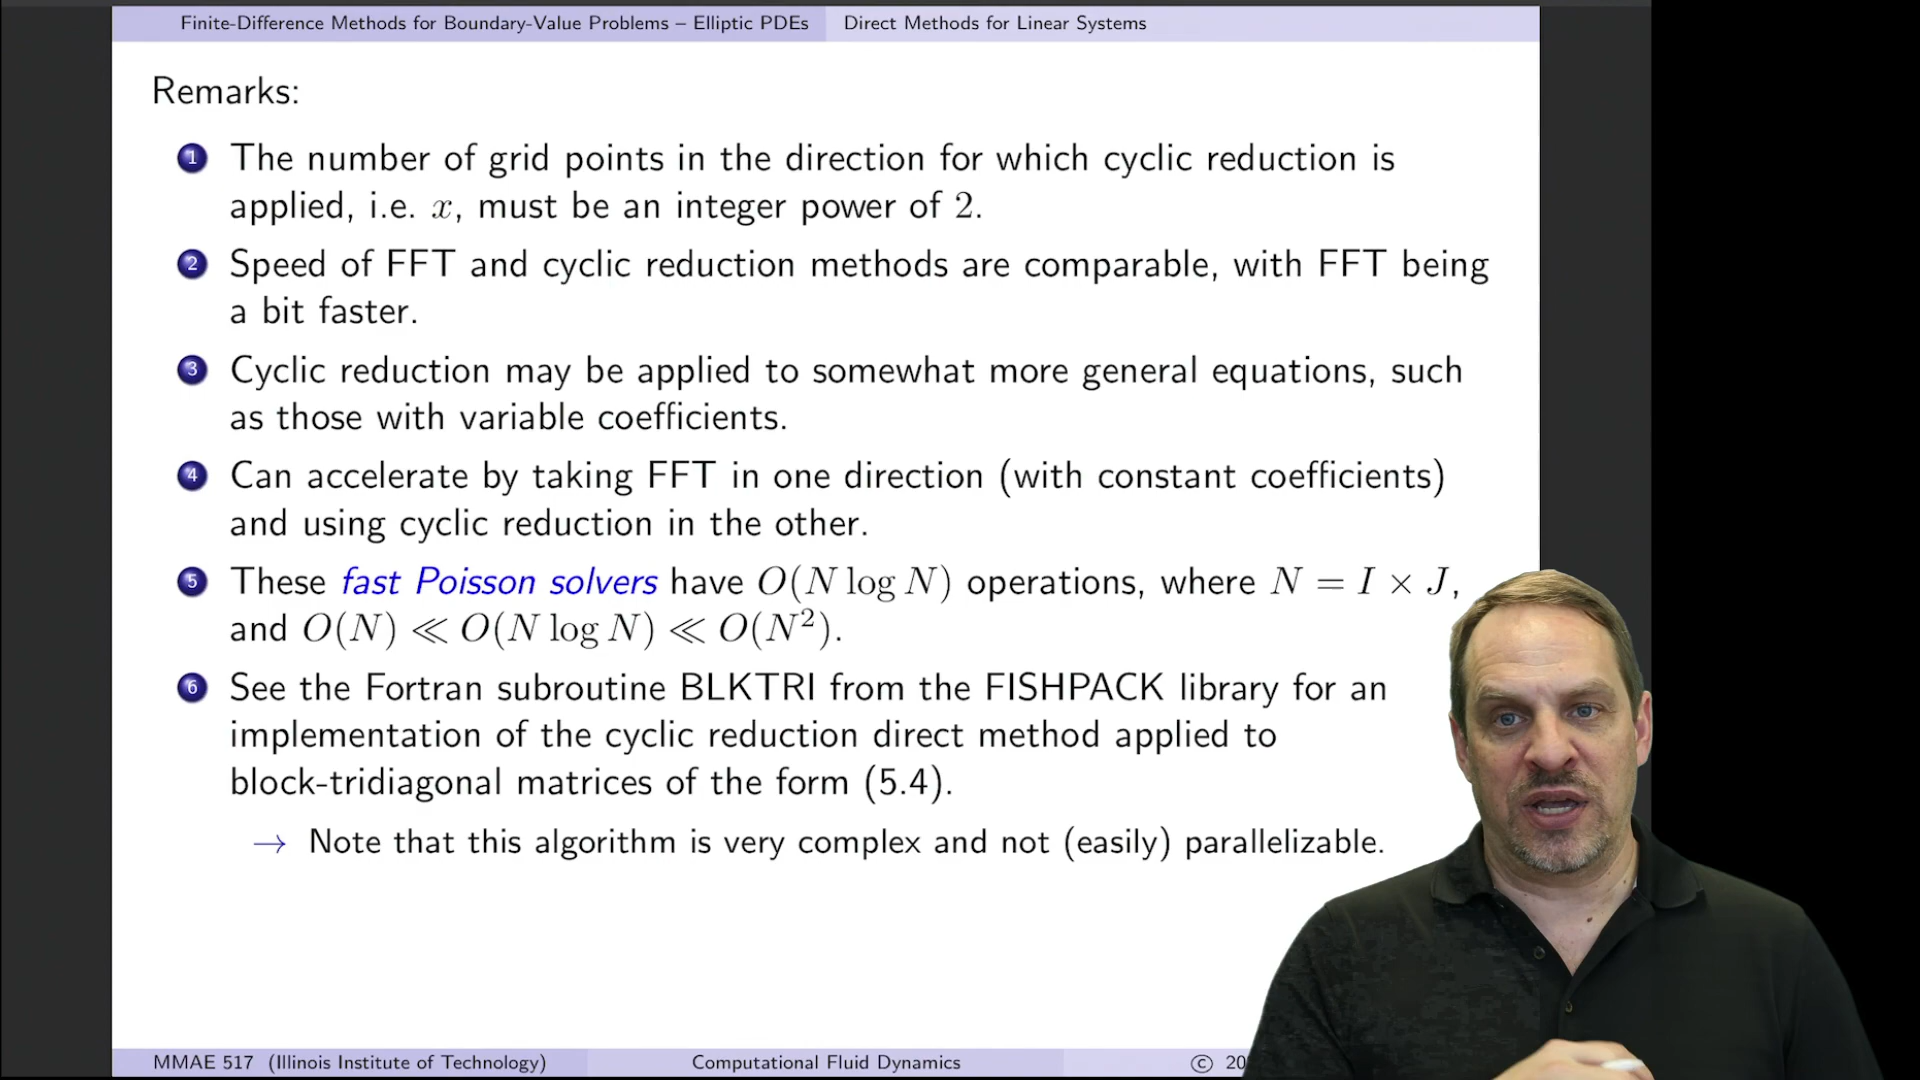 Finite-Difference Methods for Boundary-Value Problems – Elliptic PDEs Direct Methods for Linear Systems
Remarks:
1 The number of grid points in the direction for which cyclic reduction is
applied, i.e. x, must be an integer power of 2.
2 Speed of FFT and cyclic reduction methods are comparable, with FFT being
a bit faster.
3 Cyclic reduction may be applied to somewhat more general equations, such
as those with variable coefficients.
4 Can accelerate by taking FFT in one direction (with constant coefficients)
and using cyclic reduction in the other.
5 These fast Poisson solvers have O(N log N) operations, where N = I × J,
and O(N) ≪ O(N log N) ≪ O(N²).
6 See the Fortran subroutine BLKTRI from the FISHPACK library for an
implementation of the cyclic reduction direct method applied to
block-tridiagonal matrices of the form (5.4).
→ Note that this algorithm is very complex and not (easily) parallelizable.
MMAE 517 (Illinois Institute of Technology) Computational Fluid Dynamics ©